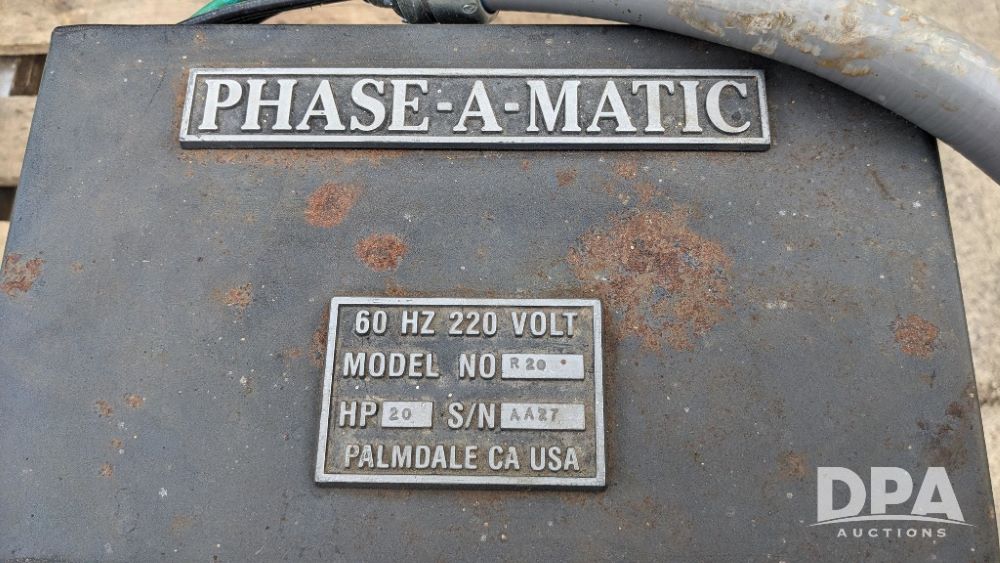 PHASE-A-MATIC
60 HZ 220 VOLT
MODEL NO R20
HP 20 S/N AA27
PALMDALE CA USA
DPA
AUCTIONS